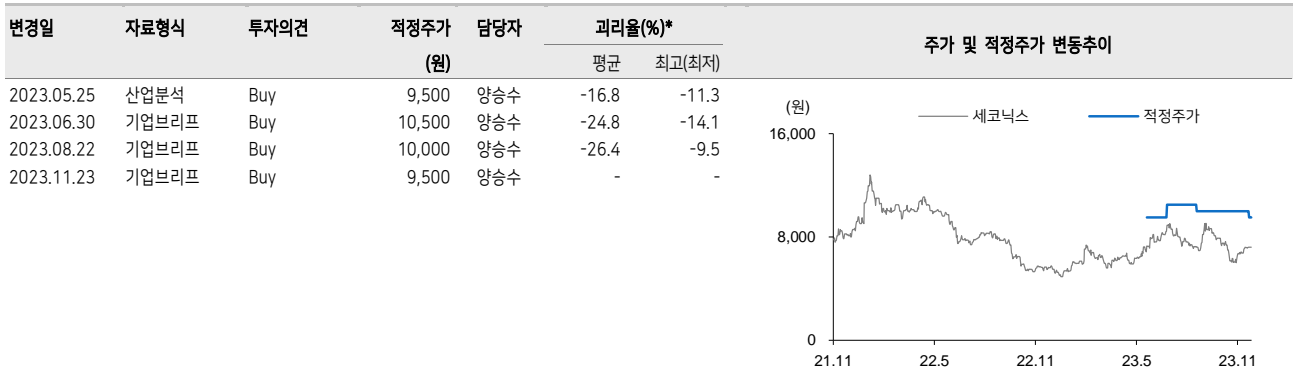 변경일 자료형식 투자의견 적정주가 담당자 괴리율(%)* 주가 및 적정주가 변동추이
(원) 평균 최고(최저)
2023.05.25 산업분석 Buy 9,500 양승수 -16.8 -11.3
2023.06.30 기업브리프 Buy 10,500 양승수 -24.8 -14.1
2023.08.22 기업브리프 Buy 10,000 양승수 -26.4 -9.5
2023.11.23 기업브리프 Buy 9,500 양승수 - -
(원) 세코닉스 적정주가
16,000
8,000
0
21.11 22.5 22.11 23.5 23.11